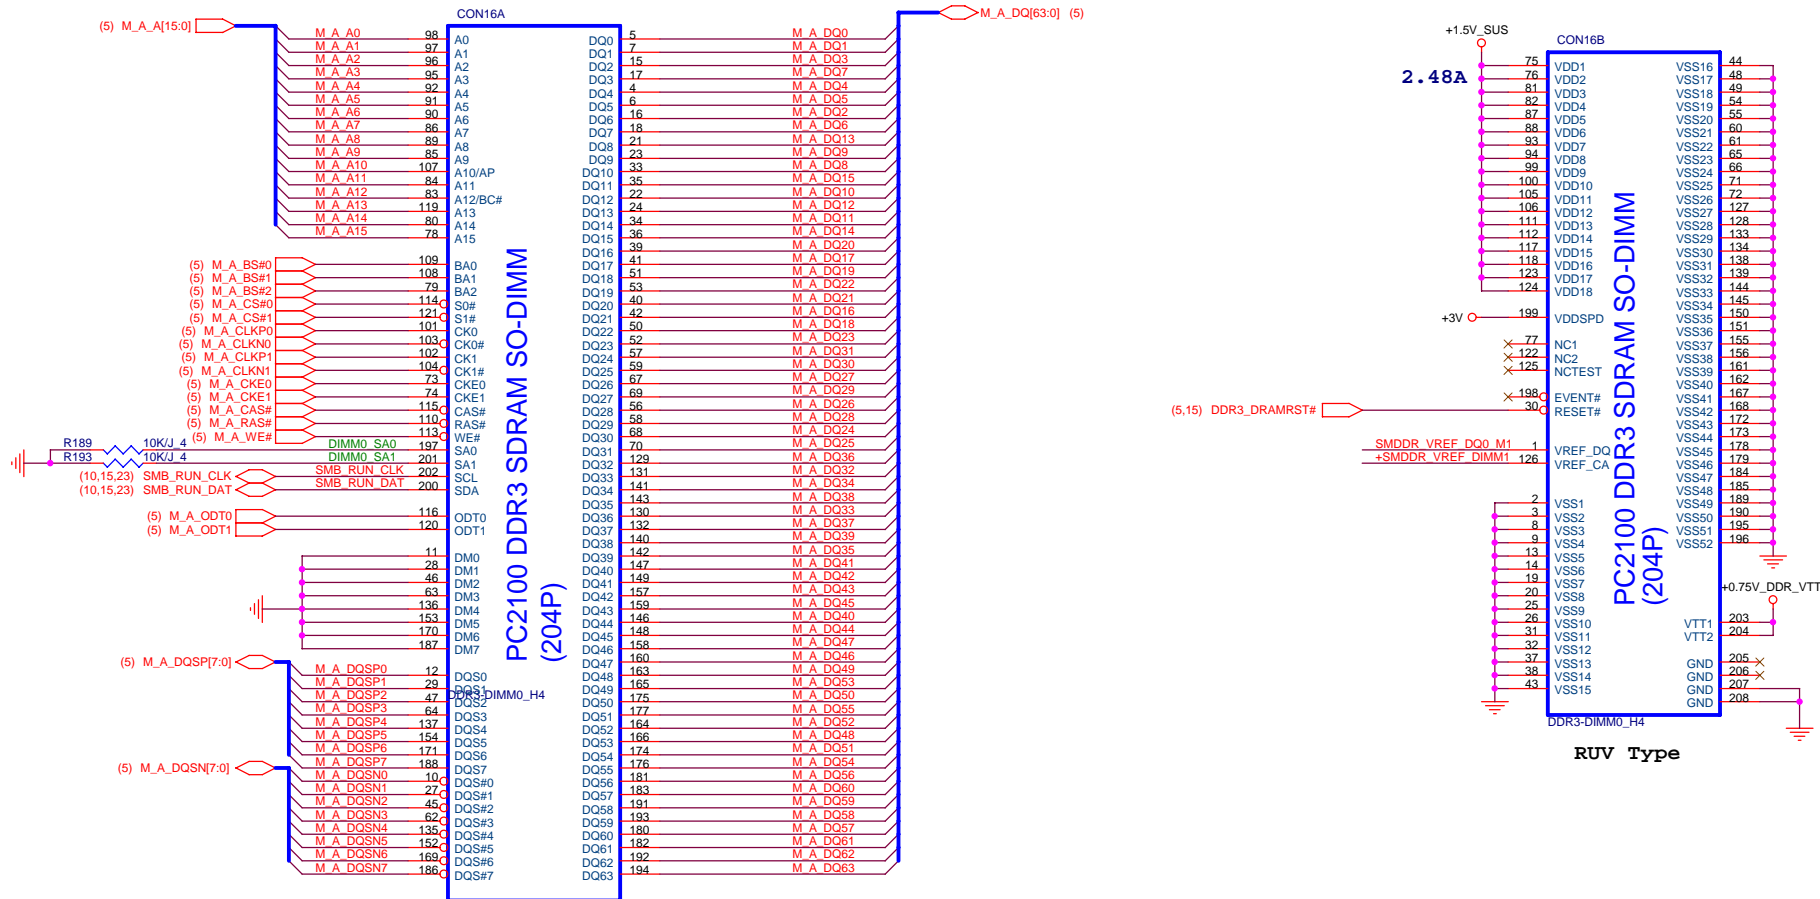 CON16A
(5) M_A_A[15:0]
M_A_DQ[63:0] (5)
M_A_A0 98 A0 DQ0 5 M_A_DQ0
M_A_A1 97 A1 DQ1 7 M_A_DQ1
M_A_A2 96 A2 DQ2 15 M_A_DQ3
M_A_A3 95 A3 DQ3 17 M_A_DQ7
M_A_A4 92 A4 DQ4 4 M_A_DQ4
M_A_A5 91 A5 DQ5 6 M_A_DQ5
M_A_A6 90 A6 DQ6 16 M_A_DQ2
M_A_A7 86 A7 DQ7 18 M_A_DQ6
M_A_A8 89 A8 DQ8 21 M_A_DQ13
M_A_A9 85 A9 DQ9 23 M_A_DQ9
M_A_A10 107 A10/AP DQ10 33 M_A_DQ8
M_A_A11 84 A11 DQ11 35 M_A_DQ15
M_A_A12 83 A12/BC# DQ12 22 M_A_DQ10
M_A_A13 119 A13 DQ13 24 M_A_DQ12
M_A_A14 80 A14 DQ14 34 M_A_DQ11
M_A_A15 78 A15 DQ15 36 M_A_DQ14
DQ16 39 M_A_DQ20
(5) M_A_BS#0 109 BA0 DQ17 41 M_A_DQ17
(5) M_A_BS#1 108 BA1 DQ18 51 M_A_DQ19
(5) M_A_BS#2 79 BA2 DQ19 53 M_A_DQ22
(5) M_A_CS#0 114 S0# DQ20 40 M_A_DQ21
(5) M_A_CS#1 121 S1# DQ21 42 M_A_DQ16
(5) M_A_CLKP0 101 CK0 DQ22 50 M_A_DQ18
(5) M_A_CLKN0 103 CK0# DQ23 52 M_A_DQ23
(5) M_A_CLKP1 102 CK1 DQ24 57 M_A_DQ31
(5) M_A_CLKN1 104 CK1# DQ25 59 M_A_DQ30
(5) M_A_CKE0 73 CKE0 DQ26 67 M_A_DQ27
(5) M_A_CKE1 74 CKE1 DQ27 69 M_A_DQ29
(5) M_A_CAS# 115 CAS# DQ28 56 M_A_DQ26
(5) M_A_RAS# 110 RAS# DQ29 58 M_A_DQ28
(5) M_A_WE# 113 WE# DQ30 68 M_A_DQ24
R189 10K/J_4 DIMM0_SA0 197 SA0 DQ31 70 M_A_DQ25
R193 10K/J_4 DIMM0_SA1 201 SA1 DQ32 129 M_A_DQ36
(10,15,23) SMB_RUN_CLK SMB_RUN_CLK 202 SCL DQ33 131 M_A_DQ32
(10,15,23) SMB_RUN_DAT SMB_RUN_DAT 200 SDA DQ34 141 M_A_DQ34
DQ35 143 M_A_DQ38
(5) M_A_ODT0 116 ODT0 DQ36 130 M_A_DQ33
(5) M_A_ODT1 120 ODT1 DQ37 132 M_A_DQ37
DQ38 140 M_A_DQ39
11 DM0 DQ39 142 M_A_DQ35
28 DM1 DQ40 147 M_A_DQ41
46 DM2 DQ41 149 M_A_DQ42
63 DM3 DQ42 157 M_A_DQ43
136 DM4 DQ43 159 M_A_DQ45
153 DM5 DQ44 146 M_A_DQ40
170 DM6 DQ45 148 M_A_DQ44
187 DM7 DQ46 158 M_A_DQ47
DQ47 160 M_A_DQ46
(5) M_A_DQSP[7:0]
M_A_DQSP0 12 DQS0 DQ48 163 M_A_DQ49
M_A_DQSP1 29 DQS1 DQ49 165 M_A_DQ53
M_A_DQSP2 47 DQS2 DQ50 175 M_A_DQ50
M_A_DQSP3 64 DQS3 DQ51 177 M_A_DQ55
M_A_DQSP4 137 DQS4 DQ52 164 M_A_DQ52
M_A_DQSP5 154 DQS5 DQ53 166 M_A_DQ48
M_A_DQSP6 171 DQS6 DQ54 174 M_A_DQ51
M_A_DQSP7 188 DQS7 DQ55 176 M_A_DQ54
(5) M_A_DQSN[7:0]
M_A_DQSN0 10 DQS#0 DQ56 181 M_A_DQ56
M_A_DQSN1 27 DQS#1 DQ57 183 M_A_DQ60
M_A_DQSN2 45 DQS#2 DQ58 191 M_A_DQ59
M_A_DQSN3 62 DQS#3 DQ59 193 M_A_DQ58
M_A_DQSN4 135 DQS#4 DQ60 180 M_A_DQ57
M_A_DQSN5 152 DQS#5 DQ61 182 M_A_DQ61
M_A_DQSN6 169 DQS#6 DQ62 192 M_A_DQ62
M_A_DQSN7 186 DQS#7 DQ63 194 M_A_DQ63
PC2100 DDR3 SDRAM SO-DIMM
(204P)
DDR3-DIMM0_H4
+1.5V_SUS
CON16B
2.48A
75 VDD1 VSS16 44
76 VDD2 VSS17 48
81 VDD3 VSS18 49
82 VDD4 VSS19 54
87 VDD5 VSS20 55
88 VDD6 VSS21 60
93 VDD7 VSS22 61
94 VDD8 VSS23 65
99 VDD9 VSS24 66
100 VDD10 VSS25 71
105 VDD11 VSS26 72
106 VDD12 VSS27 127
111 VDD13 VSS28 128
112 VDD14 VSS29 133
117 VDD15 VSS30 134
118 VDD16 VSS31 138
123 VDD17 VSS32 139
124 VDD18 VSS33 144
VSS34 145
+3V 199 VDDSPD VSS35 150
VSS36 151
77 NC1 VSS37 155
122 NC2 VSS38 156
125 NCTEST VSS39 161
VSS40 162
198 EVENT# VSS41 167
(5,15) DDR3_DRAMRST# 30 RESET# VSS42 168
VSS43 172
VSS44 173
SMDDR_VREF_DQ0_M1 1 VREF_DQ VSS45 178
+SMDDR_VREF_DIMM1 126 VREF_CA VSS46 179
VSS47 184
VSS48 185
2 VSS1 VSS49 189
3 VSS2 VSS50 190
8 VSS3 VSS51 195
9 VSS4 VSS52 196
13 VSS5
14 VSS6
19 VSS7
20 VSS8 +0.75V_DDR_VTT
25 VSS9
26 VSS10 VTT1 203
31 VSS11 VTT2 204
32 VSS12
37 VSS13 GND 205
38 VSS14 GND 206
43 VSS15 GND 207
GND 208
PC2100 DDR3 SDRAM SO-DIMM
(204P)
DDR3-DIMM0_H4
RUV Type